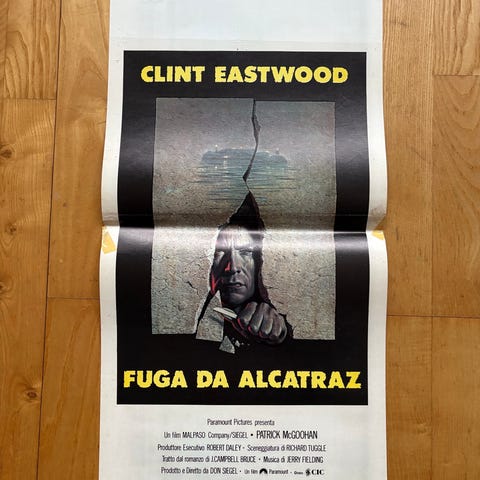 CLINT EASTWOOD
FUGA DA ALCATRAZ
Paramount Pictures presenta
Un film MALPASO Company/SIEGEL • PATRICK McGOOHAN
Produttore Esecutivo ROBERT DALEY • Sceneggiatura di RICHARD TUGGLE
Tratto dal romanzo di J.CAMPBELL BRUCE • Musica di JERRY FIELDING
Prodotto e Diretto da DON SIEGEL • Un film Paramount • CIC